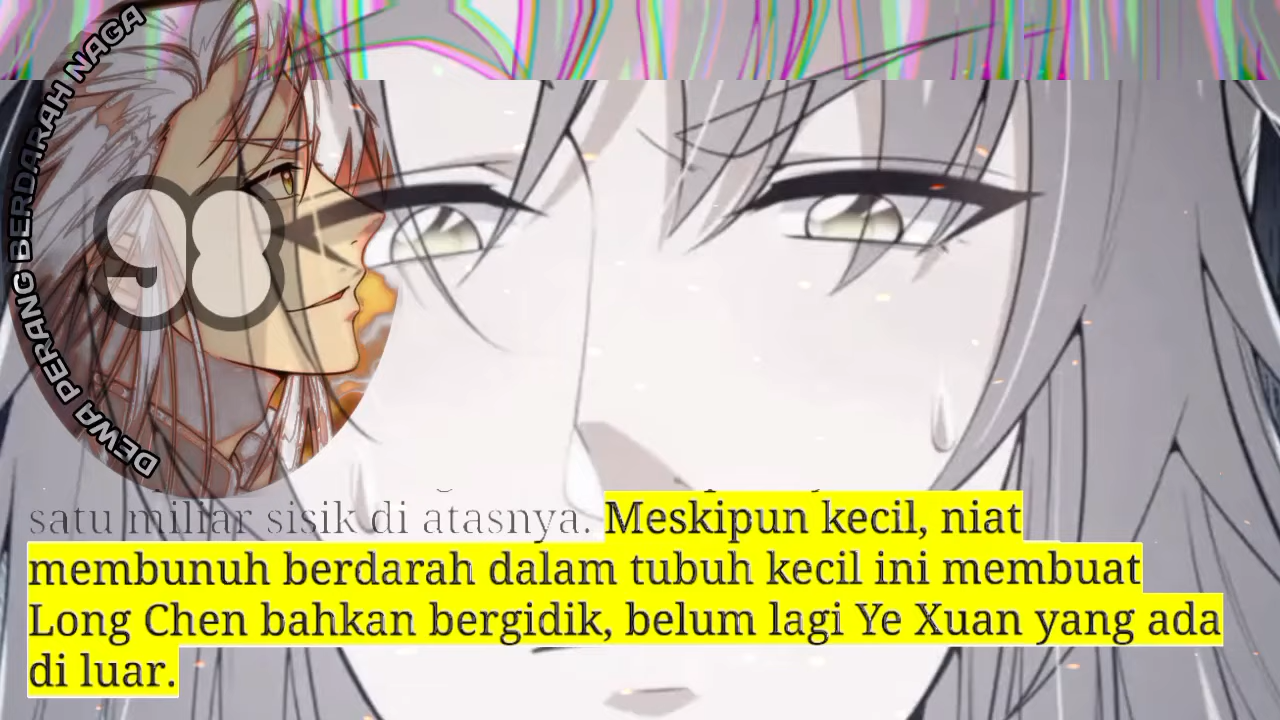 DEWA PERANG BERDARAH NAGA
98
satu miliar sisik di atasnya. Meskipun kecil, niat
membunuh berdarah dalam tubuh kecil ini membuat
Long Chen bahkan bergidik, belum lagi Ye Xuan yang ada
di luar.